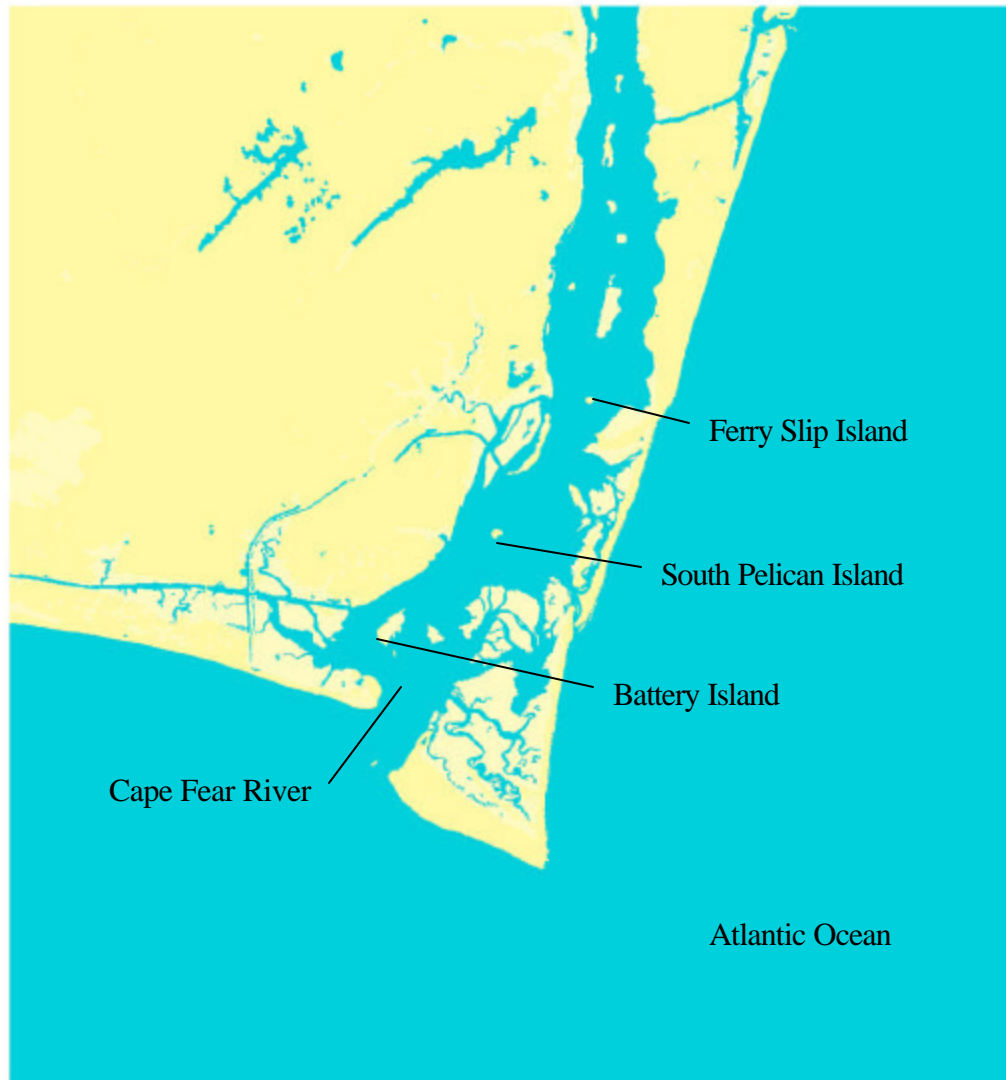 Ferry Slip Island
South Pelican Island
Battery Island
Cape Fear River
Atlantic Ocean